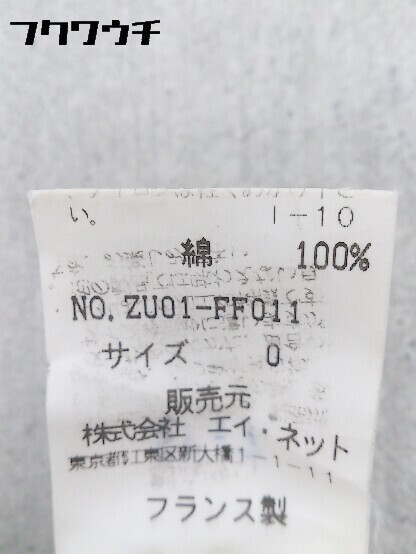 フクワウチ
い。 I-10
綿 100%
NO. ZU01-FF011
サイズ 0
販売元
株式会社 エィ・ネット
東京都江東区新大橋1-1-11
フランス製